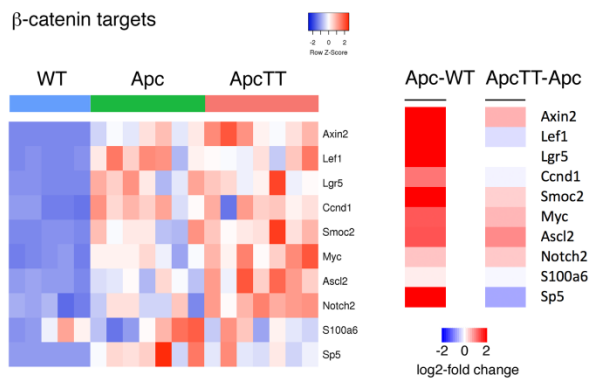 β-catenin targets
-2 0 2
Row Z-Score
WT Apc ApcTT
Axin2
Lef1
Lgr5
Ccnd1
Smoc2
Myc
Ascl2
Notch2
S100a6
Sp5
Apc-WT ApcTT-Apc
Axin2
Lef1
Lgr5
Ccnd1
Smoc2
Myc
Ascl2
Notch2
S100a6
Sp5
-2 0 2
log2-fold change